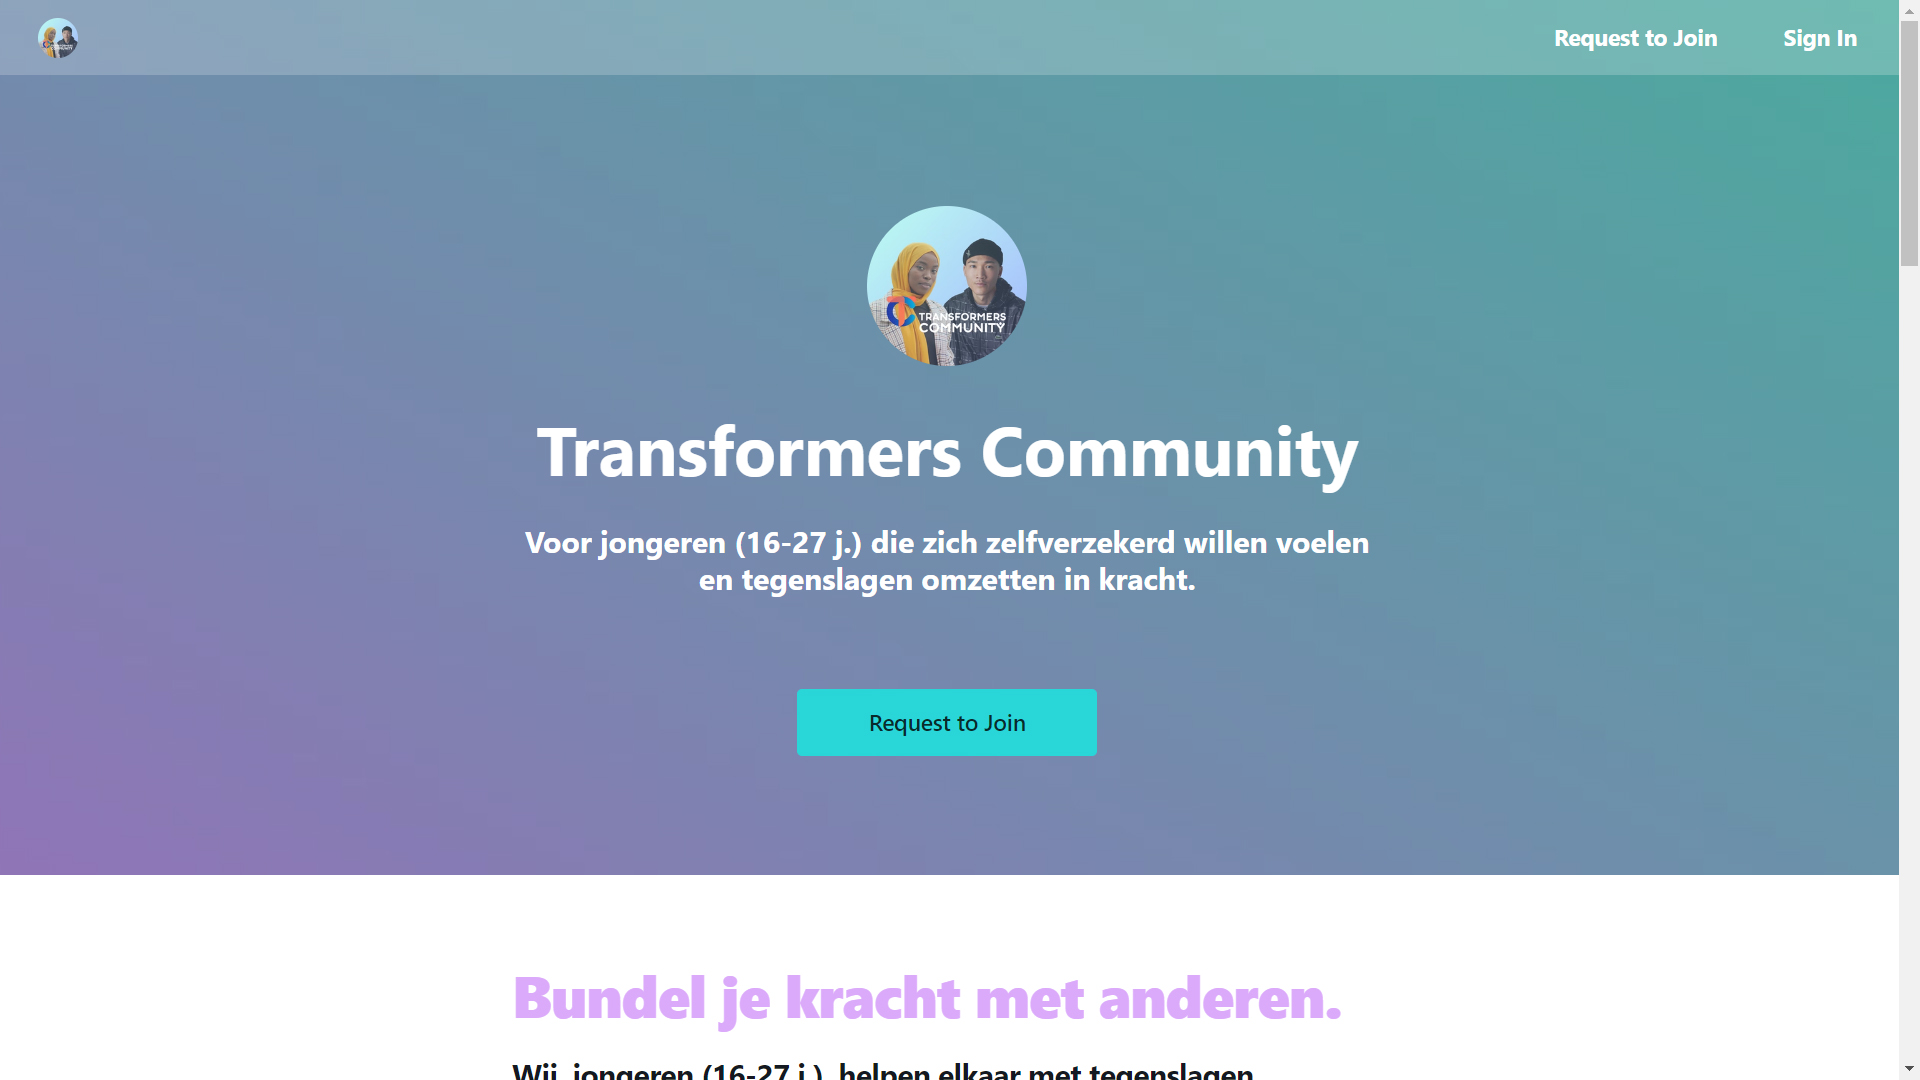 Request to Join
Sign In
TRANSFORMERS
COMMUNITY
Transformers Community
Voor jongeren (16-27 j.) die zich zelfverzekerd willen voelen
en tegenslagen omzetten in kracht.
Request to Join
Bundel je kracht met anderen.
Wij, jongeren (16-27 j.), helpen elkaar met tegenslagen